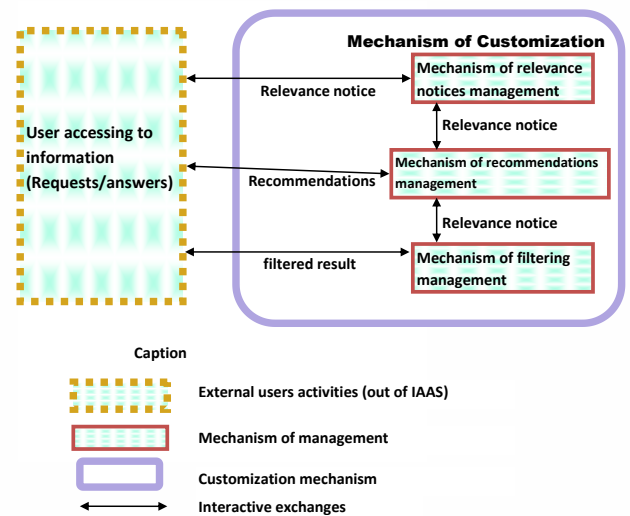 Mechanism of Customization
Mechanism of relevance
notices management
Relevance notice
Relevance notice
User accessing to
information
(Requests/answers)
Mechanism of recommendations
management
Recommendations
Relevance notice
Mechanism of filtering
management
filtered result
Caption
External users activities (out of IAAS)
Mechanism of management
Customization mechanism
Interactive exchanges